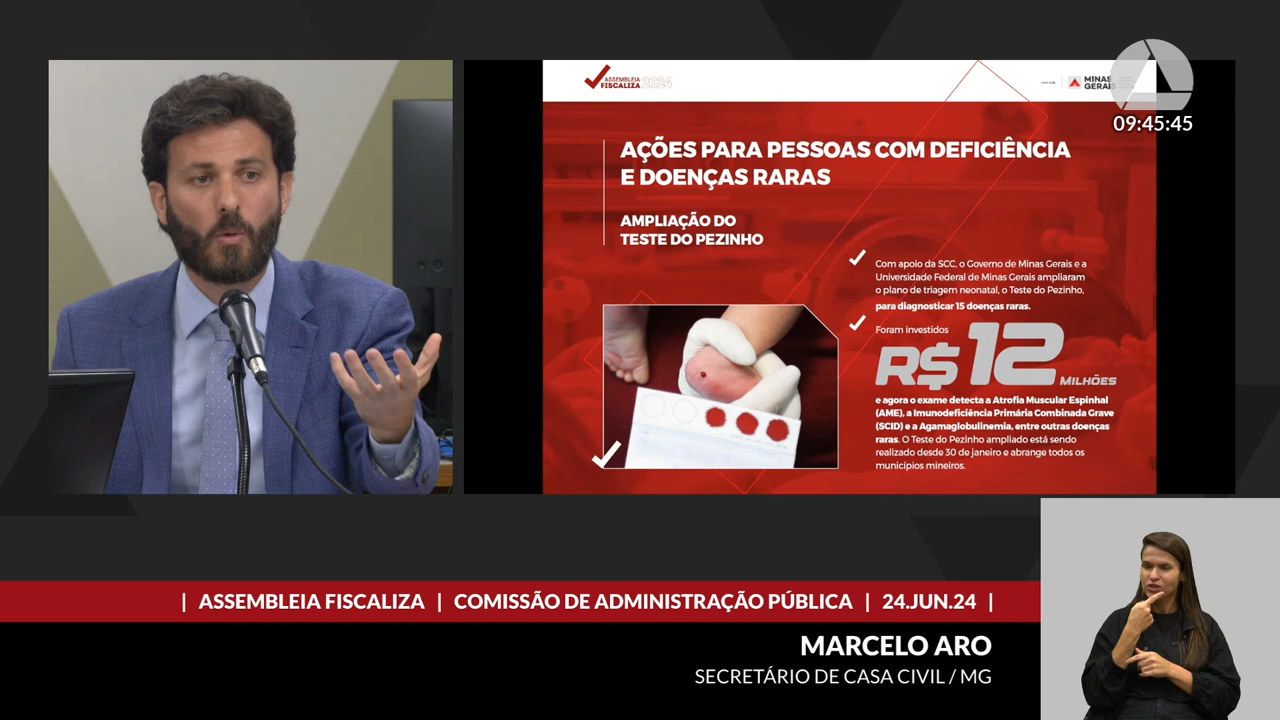 ASSEMBLEIA
FISCALIZA 2024
MINAS
GERAIS
09:45:45
AÇÕES PARA PESSOAS COM DEFICIÊNCIA
E DOENÇAS RARAS
AMPLIAÇÃO DO
TESTE DO PEZINHO
Com apoio da SCC, o Governo de Minas Gerais e a
Universidade Federal de Minas Gerais ampliaram
o plano de triagem neonatal, o Teste do Pezinho,
para diagnosticar 15 doenças raras.
Foram investidos
R$ 12 MILHÕES
e agora o exame detecta a Atrofia Muscular Espinhal
(AME), a Imunodeficiência Primária Combinada Grave
(SCID) e a Agamaglobulinemia, entre outras doenças
raras. O Teste do Pezinho ampliado está sendo
realizado desde 30 de janeiro e abrange todos os
municípios mineiros.
| ASSEMBLEIA FISCALIZA | COMISSÃO DE ADMINISTRAÇÃO PÚBLICA | 24.JUN.24 |
MARCELO ARO
SECRETÁRIO DE CASA CIVIL / MG